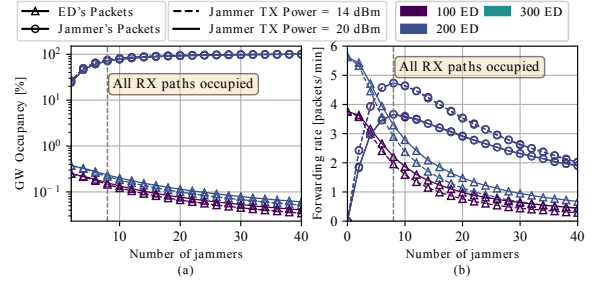 ED's Packets
Jammer's Packets
Jammer TX Power = 14 dBm
Jammer TX Power = 20 dBm
100 ED
200 ED
300 ED
GW Occupancy [%]
10²
10¹
10⁰
10⁻¹
All RX paths occupied
10
20
30
40
Number of jammers
(a)
Forwarding rate [packets/min]
6
5
4
3
2
1
0
All RX paths occupied
0
10
20
30
40
Number of jammers
(b)